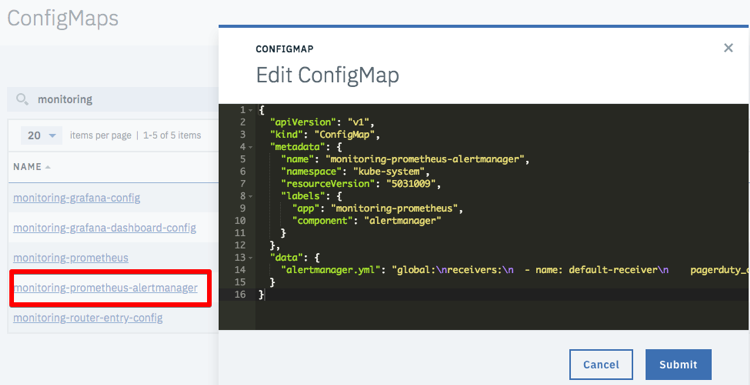 ConfigMaps
monitoring
20 items per page | 1-5 of 5 items
NAME
monitoring-grafana-config
monitoring-grafana-dashboard-config
monitoring-prometheus
monitoring-prometheus-alertmanager
monitoring-router-entry-config
CONFIGMAP
Edit ConfigMap
1 {
2 "apiVersion": "v1",
3 "kind": "ConfigMap",
4 "metadata": {
5 "name": "monitoring-prometheus-alertmanager",
6 "namespace": "kube-system",
7 "resourceVersion": "5031009",
8 "labels": {
9 "app": "monitoring-prometheus",
10 "component": "alertmanager"
11 }
12 },
13 "data": {
14 "alertmanager.yml": "global:\nreceivers:\n - name: default-receiver\n pagerduty_
15 }
16 }
Cancel Submit